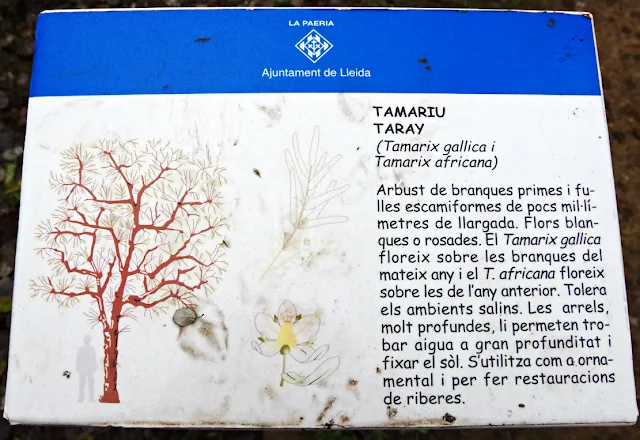 LA PAERIA
Ajuntament de Lleida
TAMARIU
TARAY
(Tamarix gallica i
Tamarix africana)
Arbust de branques primes i fu-
lles escamiformes de pocs mil·lí-
metres de llargada. Flors blan-
ques o rosades. El Tamarix gallica
floreix sobre les branques del
mateix any i el T. africana floreix
sobre les de l'any anterior. Tolera
els ambients salins. Les arrels,
molt profundes, li permeten tro-
bar aigua a gran profunditat i
fixar el sòl. S'utilitza com a orna-
mental i per fer restauracions
de riberes.